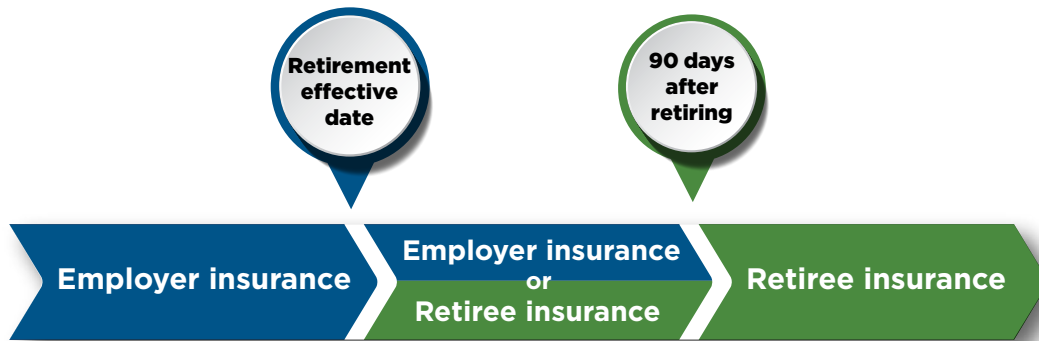 Retirement
effective
date
90 days
after
retiring
Employer insurance
Employer insurance
or
Retiree insurance
Retiree insurance